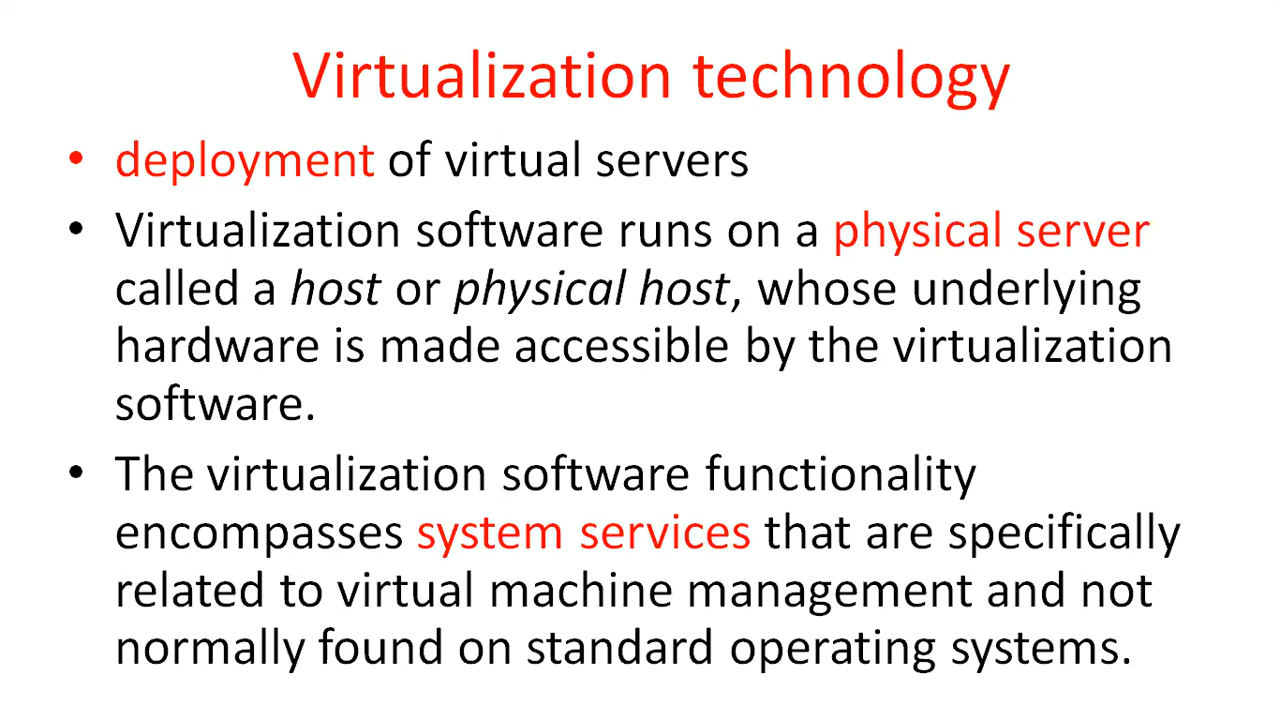 Virtualization technology
• deployment of virtual servers
• Virtualization software runs on a physical server
called a host or physical host, whose underlying
hardware is made accessible by the virtualization
software.
• The virtualization software functionality
encompasses system services that are specifically
related to virtual machine management and not
normally found on standard operating systems.